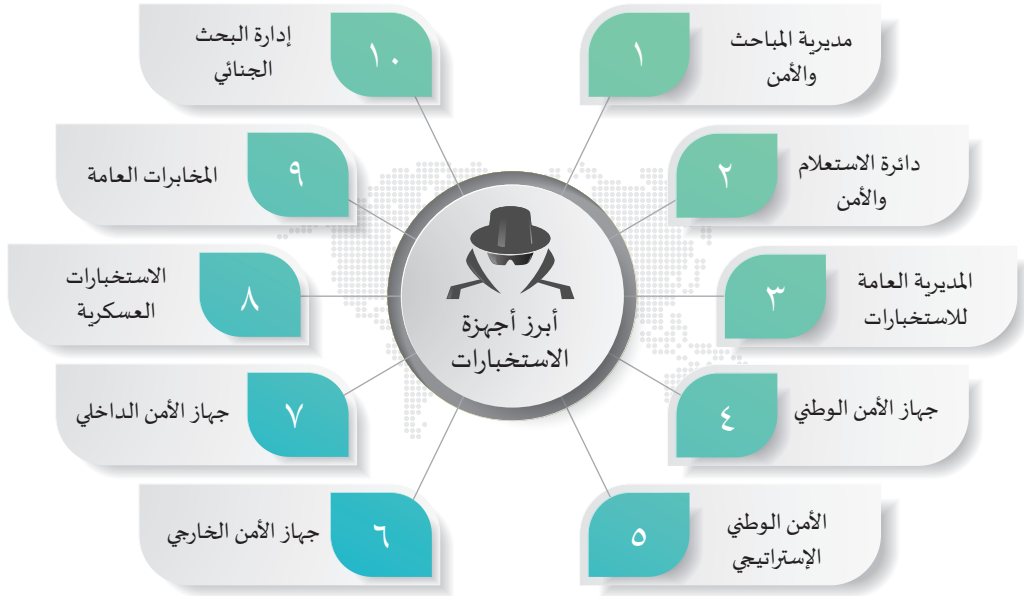 أبرز أجهزة
الاستخبارات
١
مديرية المباحث
والأمن
٢
دائرة الاستعلام
والأمن
٣
المديرية العامة
للاستخبارات
٤
جهاز الأمن الوطني
٥
الأمن الوطني
الإستراتيجي
٦
جهاز الأمن الخارجي
٧
جهاز الأمن الداخلي
٨
الاستخبارات
العسكرية
٩
المخابرات العامة
١٠
إدارة البحث
الجنائي